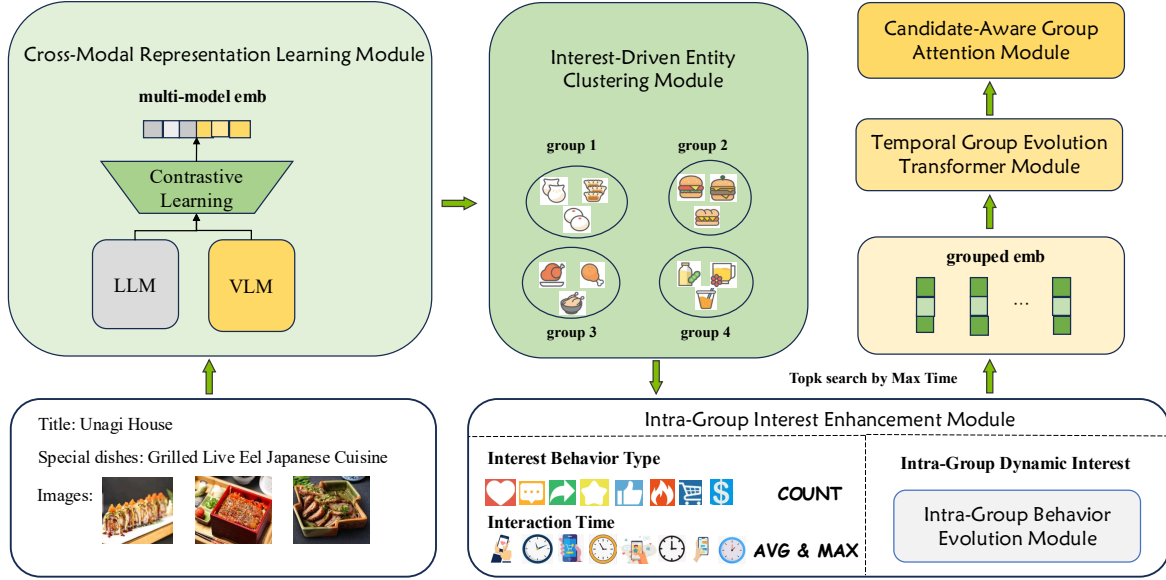 Cross-Modal Representation Learning Module
multi-model emb
Contrastive
Learning
LLM
VLM
Title: Unagi House
Special dishes: Grilled Live Eel Japanese Cuisine
Images:
Interest-Driven Entity
Clustering Module
group 1
group 2
group 3
group 4
Candidate-Aware Group
Attention Module
Temporal Group Evolution
Transformer Module
grouped emb
...
Topk search by Max Time
Intra-Group Interest Enhancement Module
Interest Behavior Type
COUNT
Interaction Time
AVG & MAX
Intra-Group Dynamic Interest
Intra-Group Behavior
Evolution Module